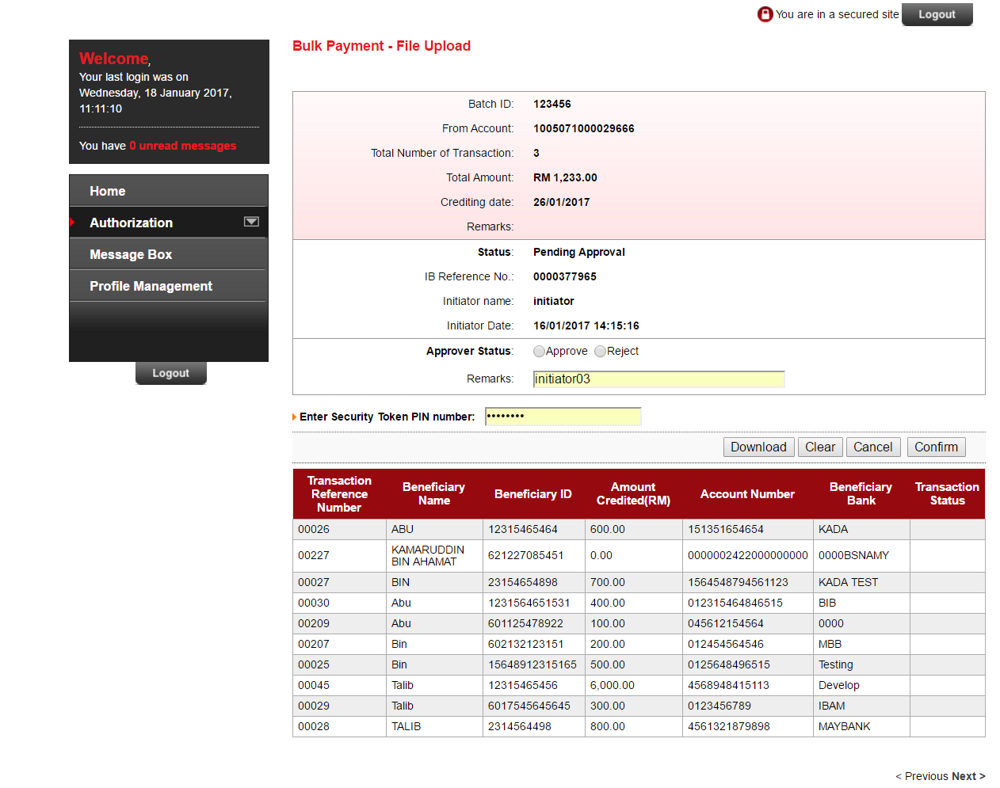 You are in a secured site Logout
Welcome,
Your last login was on
Wednesday, 18 January 2017,
11:11:10
You have 0 unread messages
Home
Authorization
Message Box
Profile Management
Logout
Bulk Payment - File Upload
Batch ID: 123456
From Account: 1005071000029666
Total Number of Transaction: 3
Total Amount: RM 1,233.00
Crediting date: 26/01/2017
Remarks:
Status: Pending Approval
IB Reference No.: 0000377965
Initiator name: initiator
Initiator Date: 16/01/2017 14:15:16
Approver Status: Approve Reject
Remarks: initiator03
Enter Security Token PIN number: ••••••••
Download Clear Cancel Confirm
Transaction Reference Number Beneficiary Name Beneficiary ID Amount Credited(RM) Account Number Beneficiary Bank Transaction Status
00026 ABU 12315465464 600.00 151351654654 KADA
00227 KAMARUDDIN BIN AHAMAT 621227085451 0.00 0000002422000000000 0000BSNAMY
00027 BIN 23154654898 700.00 1564548794561123 KADA TEST
00030 Abu 1231564651531 400.00 012315464846515 BIB
00209 Abu 601125478922 100.00 045612154564 0000
00207 Bin 602132123151 200.00 012454564546 MBB
00025 Bin 15648912315165 500.00 0125648496515 Testing
00045 Talib 12315465456 6,000.00 4568948415113 Develop
00029 Talib 6017545645645 300.00 0123456789 IBAM
00028 TALIB 2314564498 800.00 4561321879898 MAYBANK
< Previous Next >